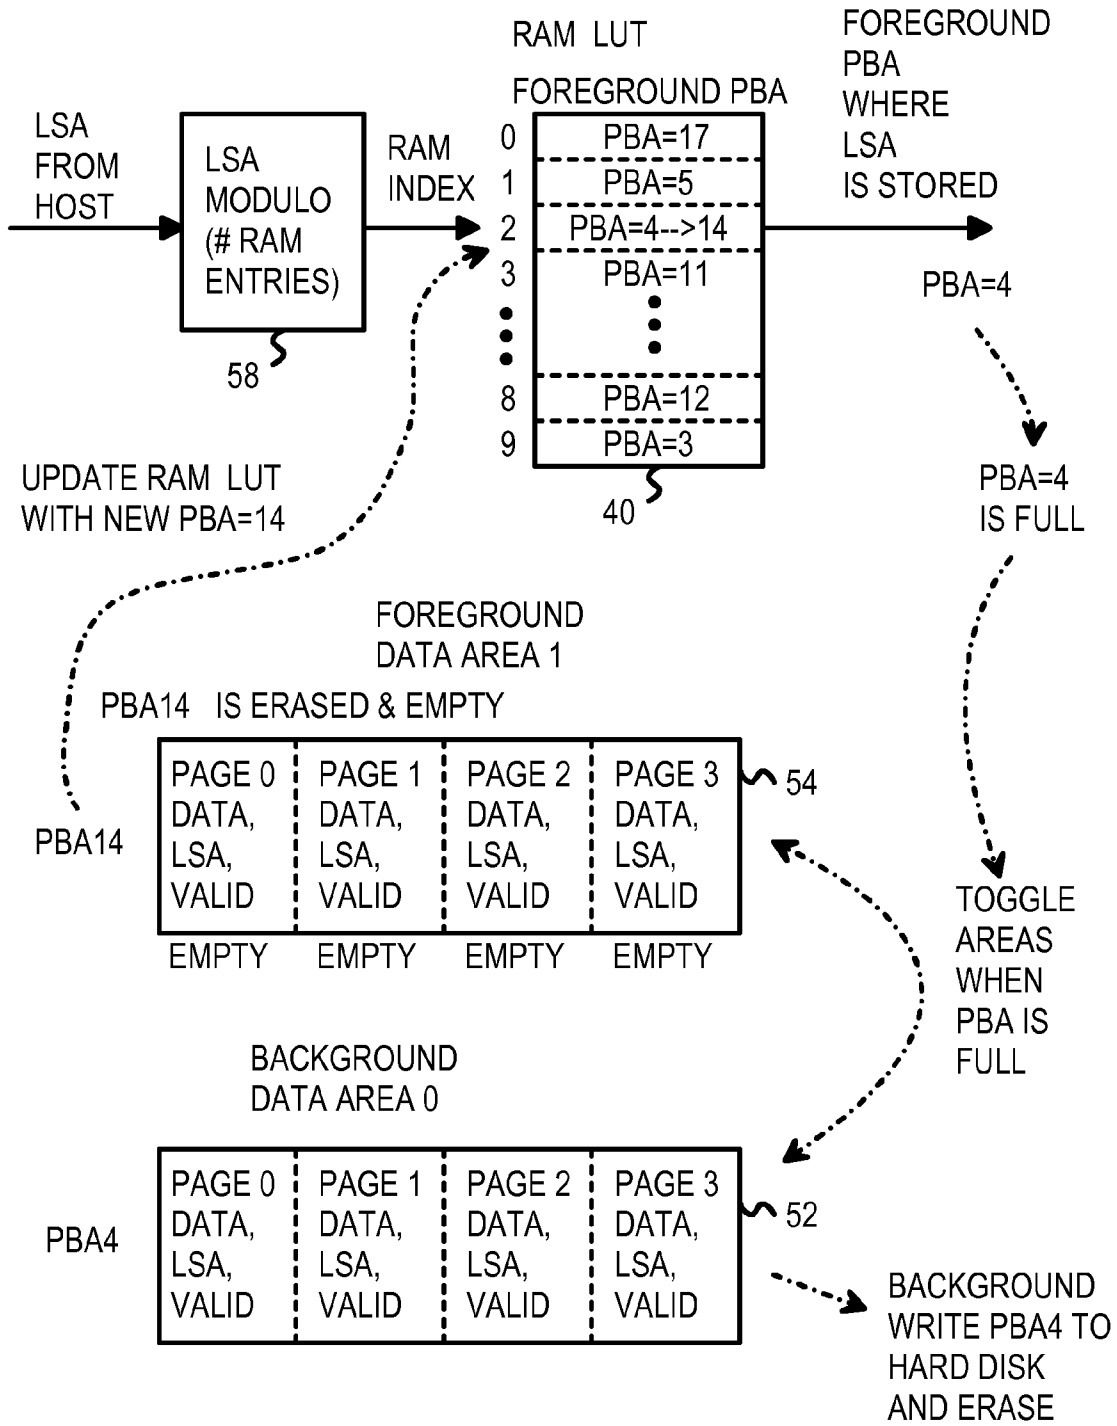 RAM LUT
FOREGROUND PBA
FOREGROUND
PBA
WHERE
LSA
IS STORED
LSA
FROM
HOST
LSA
MODULO
(# RAM
ENTRIES)
58
RAM
INDEX
0 PBA=17
1 PBA=5
2 PBA=4-->14
3 PBA=11
8 PBA=12
9 PBA=3
40
PBA=4
PBA=4
IS FULL
UPDATE RAM LUT
WITH NEW PBA=14
FOREGROUND
DATA AREA 1
PBA14 IS ERASED & EMPTY
PBA14
PAGE 0 PAGE 1 PAGE 2 PAGE 3
DATA, DATA, DATA, DATA,
LSA, LSA, LSA, LSA,
VALID VALID VALID VALID
54
EMPTY EMPTY EMPTY EMPTY
TOGGLE
AREAS
WHEN
PBA IS
FULL
BACKGROUND
DATA AREA 0
PBA4
PAGE 0 PAGE 1 PAGE 2 PAGE 3
DATA, DATA, DATA, DATA,
LSA, LSA, LSA, LSA,
VALID VALID VALID VALID
52
BACKGROUND
WRITE PBA4 TO
HARD DISK
AND ERASE